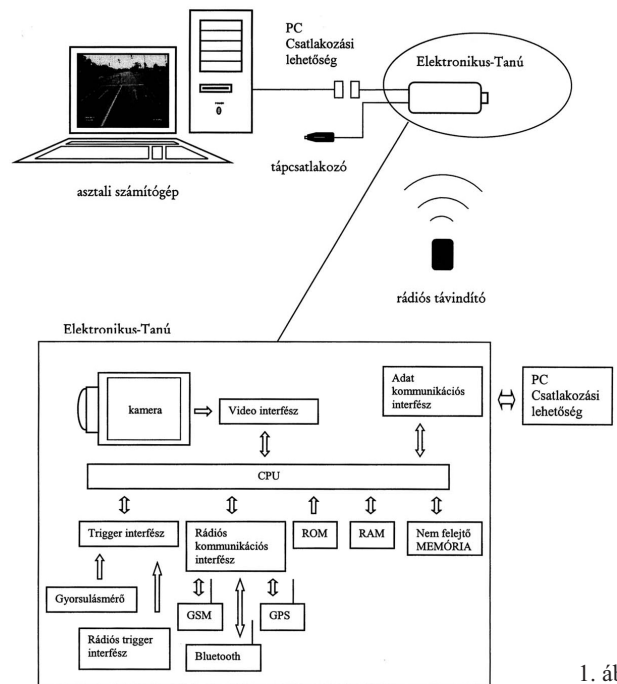 PC
Csatlakozási
lehetőség
Elektronikus-Tanú
tápcsatlakozó
asztali számítógép
rádiós távindító
Elektronikus-Tanú
kamera
Video interfész
Adat
kommunikációs
interfész
PC
Csatlakozási
lehetőség
CPU
Trigger interfész
Rádiós
kommunikációs
interfész
ROM
RAM
Nem felejtő
MEMÓRIA
Gyorsulásmérő
GSM
GPS
Rádiós trigger
interfész
Bluetooth
1. áb